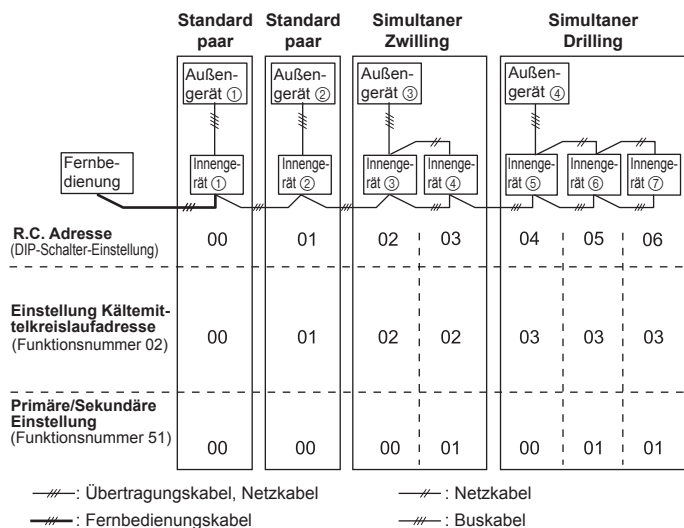 Standard paar
Standard paar
Simultaner Zwilling
Simultaner Drilling
Außen-
gerät ①
Außen-
gerät ②
Außen-
gerät ③
Außen-
gerät ④
Fernbe-
dienung
Innenge-
rät ①
Innenge-
rät ②
Innenge-
rät ③
Innenge-
rät ④
Innenge-
rät ⑤
Innenge-
rät ⑥
Innenge-
rät ⑦
R.C. Adresse
(DIP-Schalter-Einstellung)
00 01 02 03 04 05 06
Einstellung Kältemit-
telkreislaufadresse
(Funktionsnummer 02)
00 01 02 02 03 03 03
Primäre/Sekundäre
Einstellung
(Funktionsnummer 51)
00 00 00 01 00 01 01
: Übertragungskabel, Netzkabel
: Netzkabel
: Fernbedienungskabel
: Buskabel